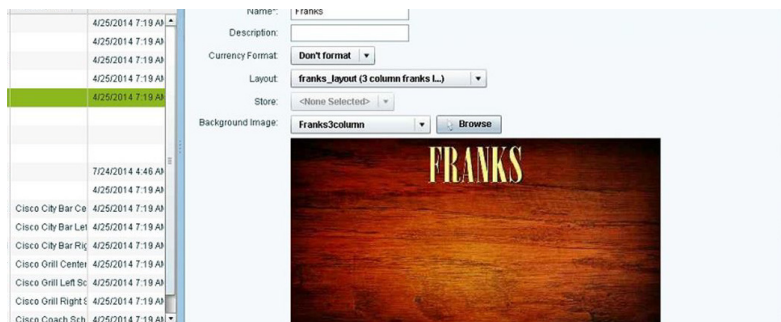 Name*: Franks
4/25/2014 7:19 AM
Description:
4/25/2014 7:19 AM
Currency Format: Don't format
4/25/2014 7:19 AM
4/25/2014 7:19 AM
Layout: franks_layout (3 column franks l...)
4/25/2014 7:19 AM
Store: <None Selected>
Background Image: Franks3column Browse
FRANKS
7/24/2014 4:46 AM
4/25/2014 7:19 AM
Cisco City Bar Ce 4/25/2014 7:19 AM
Cisco City Bar Lef 4/25/2014 7:19 AM
Cisco City Bar Rig 4/25/2014 7:19 AM
Cisco Grill Center 4/25/2014 7:19 AM
Cisco Grill Left Sc 4/25/2014 7:19 AM
Cisco Grill Right S 4/25/2014 7:19 AM
Cisco Coach Sch 4/25/2014 7:19 AM